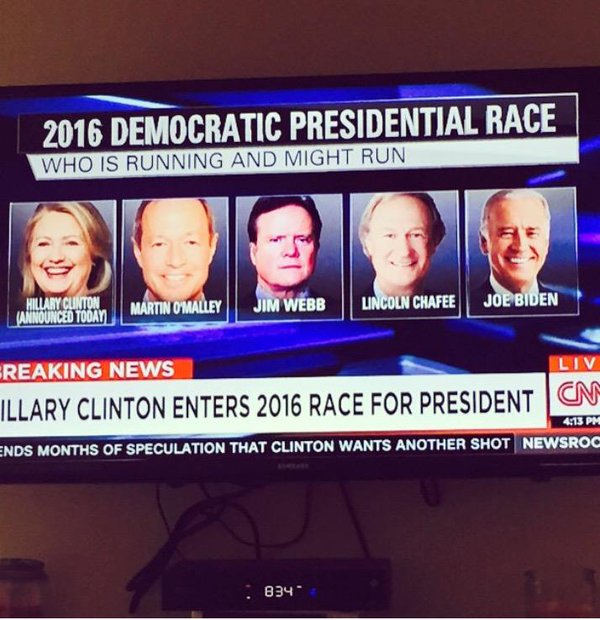 2016 DEMOCRATIC PRESIDENTIAL RACE
WHO IS RUNNING AND MIGHT RUN
HILLARY CLINTON
(ANNOUNCED TODAY)
MARTIN O'MALLEY
JIM WEBB
LINCOLN CHAFEE
JOE BIDEN
REAKING NEWS
LIV
ILLARY CLINTON ENTERS 2016 RACE FOR PRESIDENT
CNN
4:13 PM
ENDS MONTHS OF SPECULATION THAT CLINTON WANTS ANOTHER SHOT
NEWSROO
SAMSUNG
834